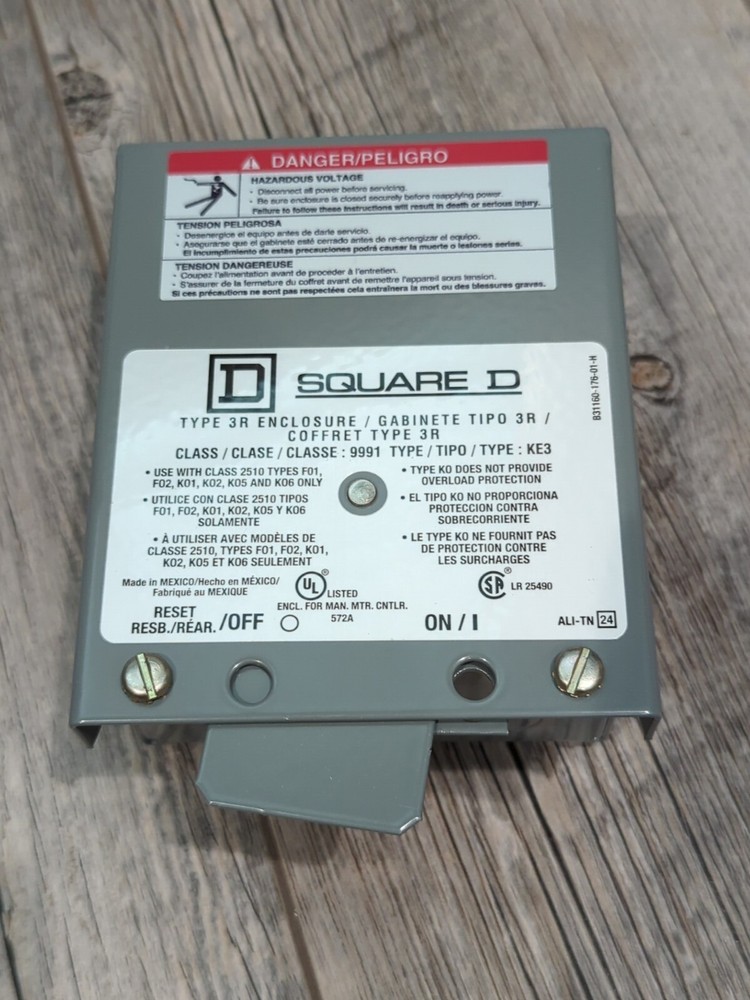 DANGER/PELIGRO
HAZARDOUS VOLTAGE
• Disconnect all power before servicing.
• Be sure enclosure is closed securely before reapplying power.
Failure to follow these instructions will result in death or serious injury.
TENSION PELIGROSA
• Desenergice el equipo antes de darle servicio.
• Asegurarse que el gabinete esté cerrado antes de re-energizar el equipo.
El incumplimiento de estas precauciones podrá causar la muerte o lesiones series.
TENSION DANGEREUSE
• Coupez l'alimentation avant de procéder à l'entretien.
• S'assurer de la fermeture du coffret avant de remettre l'appareil sous tension.
Si ces précautions ne sont pas respectées cela entraînera la mort ou des blessures graves.
D SQUARE D
831160-176-01-H
TYPE 3R ENCLOSURE / GABINETE TIPO 3R /
COFFRET TYPE 3R
CLASS / CLASE / CLASSE : 9991 TYPE / TIPO / TYPE : KE3
• USE WITH CLASS 2510 TYPES F01,
F02, K01, K02, K05 AND K06 ONLY
• UTILICE CON CLASE 2510 TIPOS
F01, F02, K01, K02, K05 Y K06
SOLAMENTE
• À UTILISER AVEC MODÈLES DE
CLASSE 2510, TYPES F01, F02, K01,
K02, K05 ET K06 SEULEMENT
• TYPE KO DOES NOT PROVIDE
OVERLOAD PROTECTION
• EL TIPO KO NO PROPORCIONA
PROTECCION CONTRA
SOBRECORRIENTE
• LE TYPE KO NE FOURNIT PAS
DE PROTECTION CONTRE
LES SURCHARGES
Made in MEXICO/Hecho en MÉXICO/
Fabriqué au MEXIQUE
UL ® LISTED
ENCL. FOR MAN. MTR. CNTLR.
572A
SA ® LR 25490
RESET
RESB./RÉAR. /OFF
ON / I
ALI-TN 24